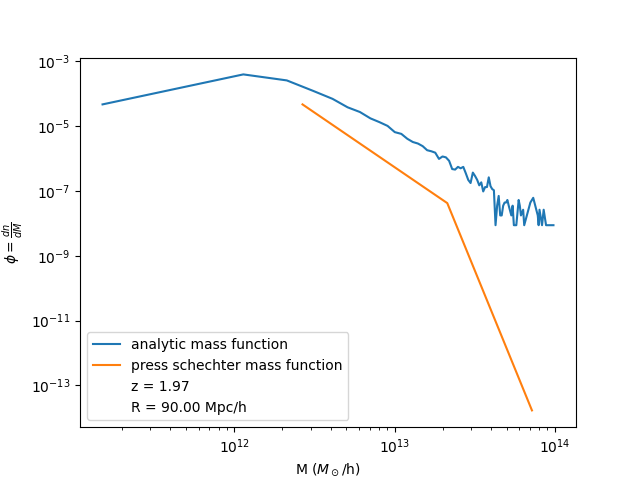 10⁻³
10⁻⁵
10⁻⁷
10⁻⁹
10⁻¹¹
10⁻¹³
ϕ = dn/dM
analytic mass function
press schechter mass function
z = 1.97
R = 90.00 Mpc/h
10¹²
10¹³
10¹⁴
M (M☉/h)